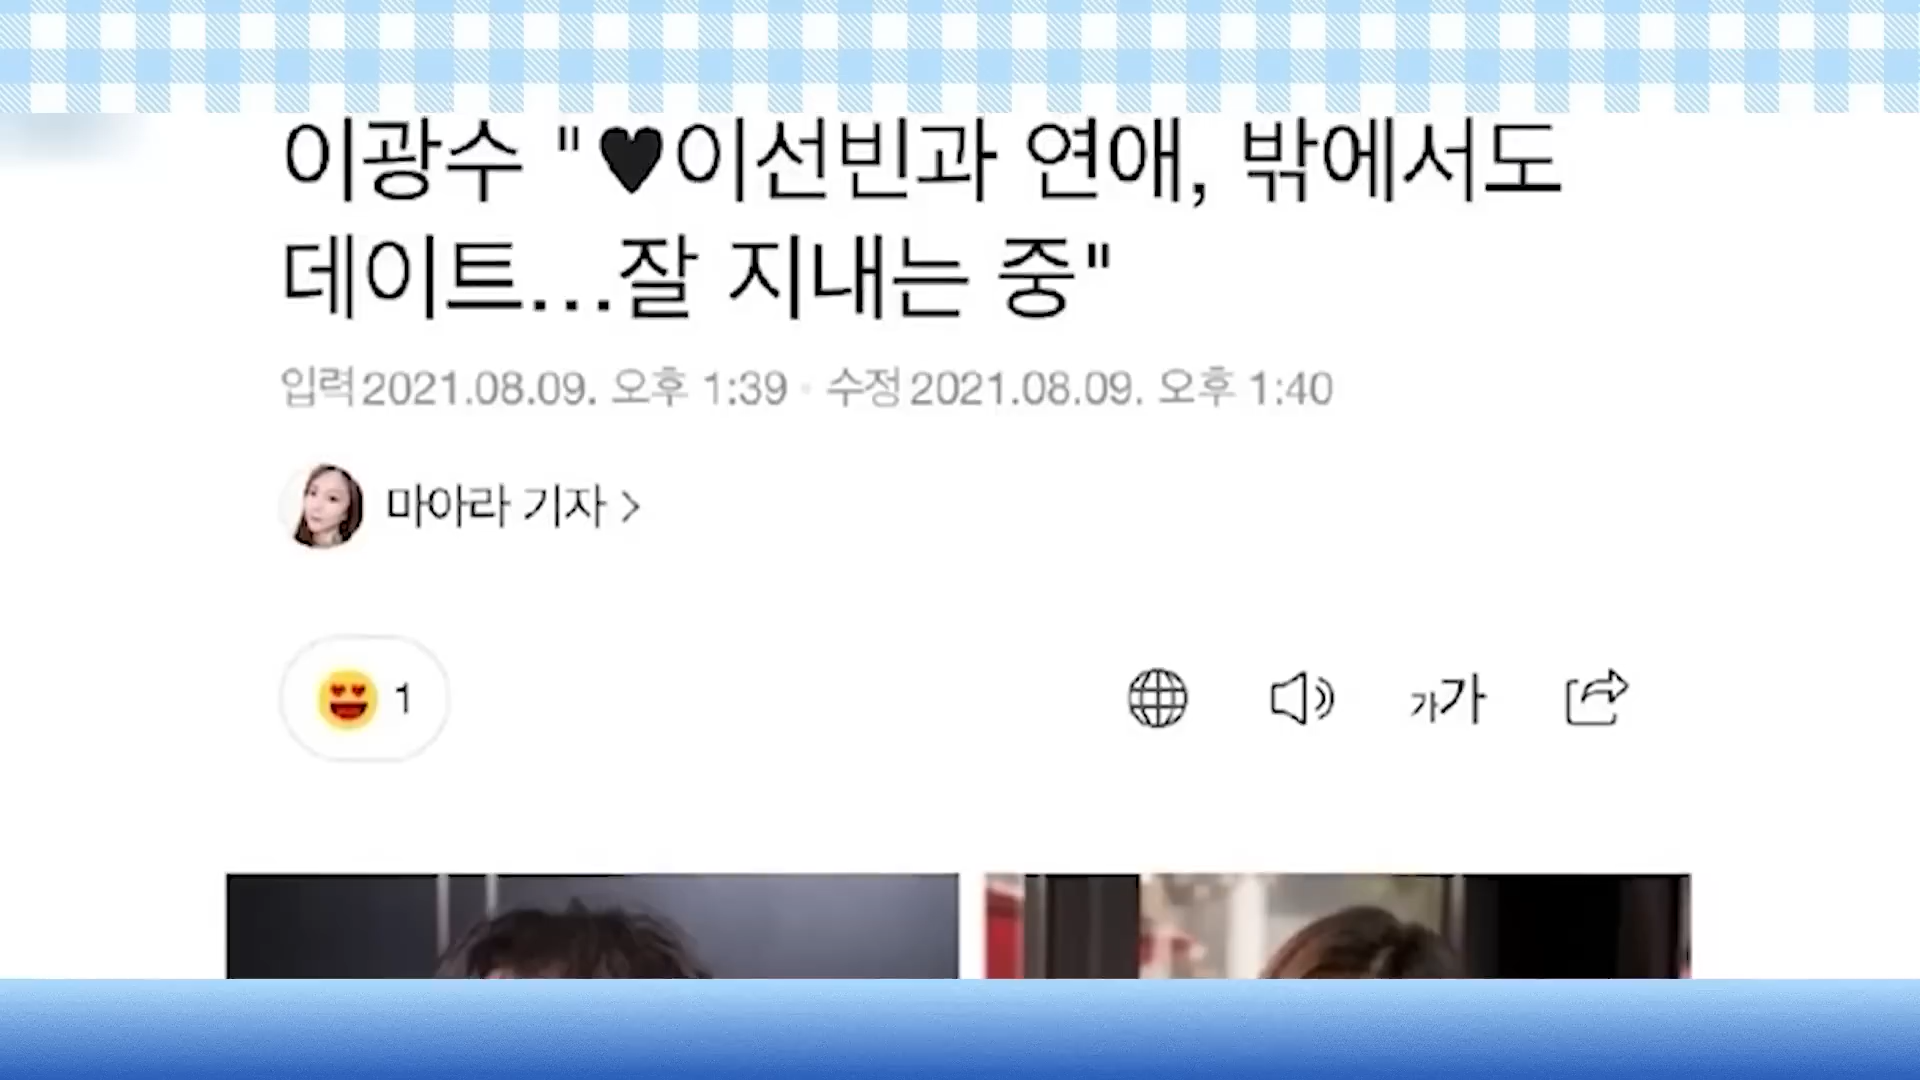 이광수 "♥이선빈과 연애, 밖에서도
데이트...잘 지내는 중"
입력 2021.08.09. 오후 1:39 · 수정 2021.08.09. 오후 1:40
마아라 기자 >
1
가가